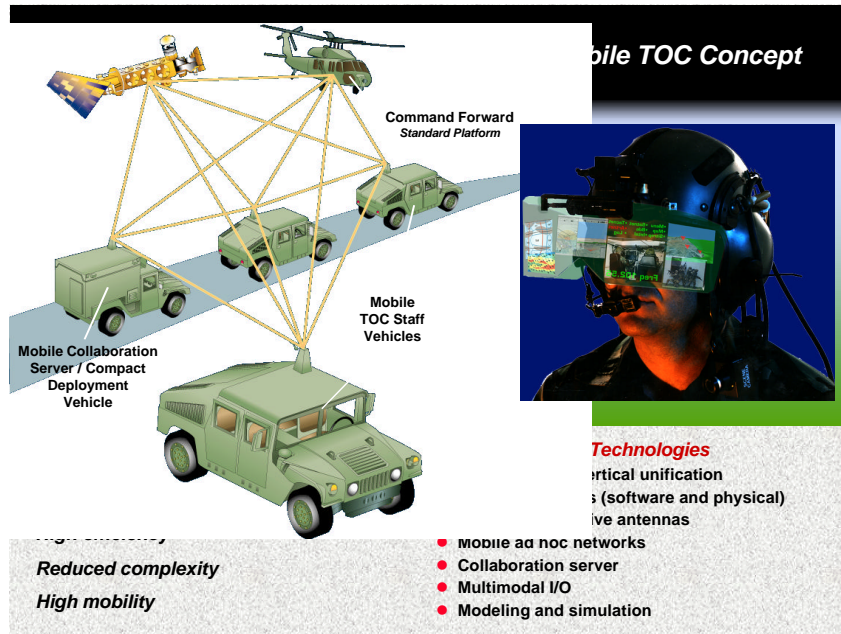 bile TOC Concept
Command Forward
Standard Platform
Mobile
TOC Staff
Vehicles
Mobile Collaboration
Server / Compact
Deployment
Vehicle
Technologies
ertical unification
s (software and physical)
ive antennas
High efficiency
Mobile ad hoc networks
Reduced complexity
Collaboration server
Multimodal I/O
High mobility
Modeling and simulation